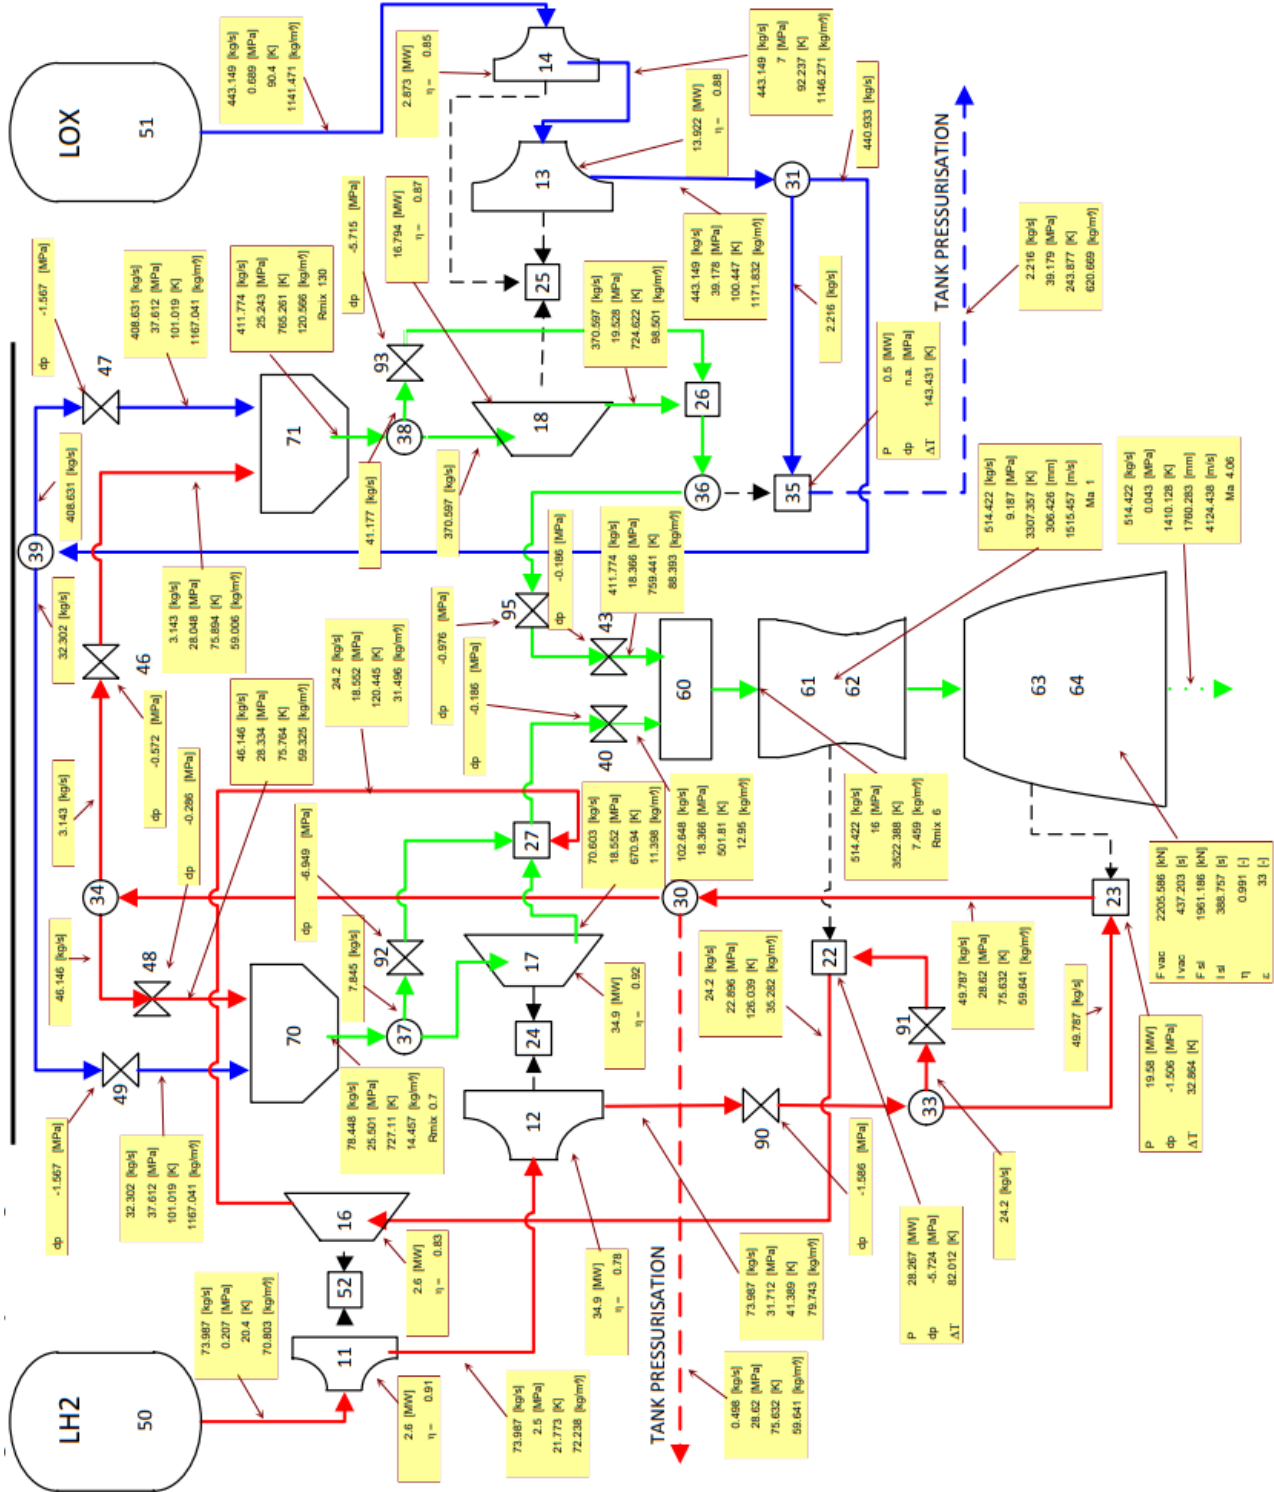 LH2
50
73.987 [kg/s]
0.207 [MPa]
20.4 [K]
70.803 [kg/m³]
11
2.6 [MW]
η = 0.91
73.987 [kg/s]
2.5 [MPa]
21.773 [K]
72.238 [kg/m³]
52
16
2.6 [MW]
η = 0.83
dp -1.567 [MPa]
49
32.302 [kg/s]
37.612 [MPa]
101.019 [K]
1167.041 [kg/m³]
46.146 [kg/s]
48
dp -0.286 [MPa]
46.146 [kg/s]
28.334 [MPa]
75.764 [K]
59.325 [kg/m³]
34
3.143 [kg/s]
46
dp -0.572 [MPa]
3.143 [kg/s]
28.048 [MPa]
75.894 [K]
59.006 [kg/m³]
32.302 [kg/s]
39
408.631 [kg/s]
dp -1.567 [MPa]
47
408.631 [kg/s]
37.612 [MPa]
101.019 [K]
1167.041 [kg/m³]
LOX
51
443.149 [kg/s]
0.689 [MPa]
90.4 [K]
1141.471 [kg/m³]
2.873 [MW]
η = 0.85
14
443.149 [kg/s]
7 [MPa]
92.237 [K]
1146.271 [kg/m³]
13
13.922 [MW]
η = 0.88
443.149 [kg/s]
39.178 [MPa]
100.447 [K]
1171.832 [kg/m³]
31
440.933 [kg/s]
2.216 [kg/s]
25
71
411.774 [kg/s]
25.243 [MPa]
765.261 [K]
120.566 [kg/m³]
Rmix 130
38
41.177 [kg/s]
93
dp -5.715 [MPa]
16.794 [MW]
η = 0.87
370.597 [kg/s]
18
370.597 [kg/s]
19.528 [MPa]
724.622 [K]
98.501 [kg/m³]
26
36
35
P 0.5 [MW]
dp n.a. [MPa]
ΔT 143.431 [K]
TANK PRESSURISATION
2.216 [kg/s]
39.179 [MPa]
243.877 [K]
620.669 [kg/m³]
70
78.448 [kg/s]
25.501 [MPa]
727.11 [K]
14.457 [kg/m³]
Rmix 0.7
37
7.845 [kg/s]
92
dp -6.949 [MPa]
24.2 [kg/s]
18.552 [MPa]
120.445 [K]
31.496 [kg/m³]
12
24
17
34.9 [MW]
η = 0.92
34.9 [MW]
η = 0.78
27
70.603 [kg/s]
18.552 [MPa]
670.94 [K]
11.398 [kg/m³]
dp -0.976 [MPa]
95
dp -0.186 [MPa]
40
dp -0.186 [MPa]
43
411.774 [kg/s]
18.366 [MPa]
759.441 [K]
88.393 [kg/m³]
102.648 [kg/s]
18.366 [MPa]
501.81 [K]
12.95 [kg/m³]
60
30
TANK PRESSURISATION
0.498 [kg/s]
28.62 [MPa]
75.632 [K]
59.641 [kg/m³]
73.987 [kg/s]
31.712 [MPa]
41.389 [K]
79.743 [kg/m³]
90
dp -1.586 [MPa]
24.2 [kg/s]
22.896 [MPa]
126.039 [K]
35.282 [kg/m³]
22
P 28.267 [MW]
dp -5.724 [MPa]
ΔT 82.012 [K]
91
33
24.2 [kg/s]
49.787 [kg/s]
28.62 [MPa]
75.632 [K]
59.641 [kg/m³]
49.787 [kg/s]
23
P 19.58 [MW]
dp -1.506 [MPa]
ΔT 32.864 [K]
61
62
514.422 [kg/s]
16 [MPa]
3522.388 [K]
7.459 [kg/m³]
Rmix 6
514.422 [kg/s]
9.187 [MPa]
3307.357 [K]
306.426 [mm]
1515.457 [m/s]
Ma 1
63
64
514.422 [kg/s]
0.043 [MPa]
1410.128 [K]
1760.283 [mm]
4124.438 [m/s]
Ma 4.06
F vac 2205.586 [kN]
I vac 437.203 [s]
F sl 1961.186 [kN]
I sl 388.757 [s]
η 0.991 [-]
ε 33 [-]